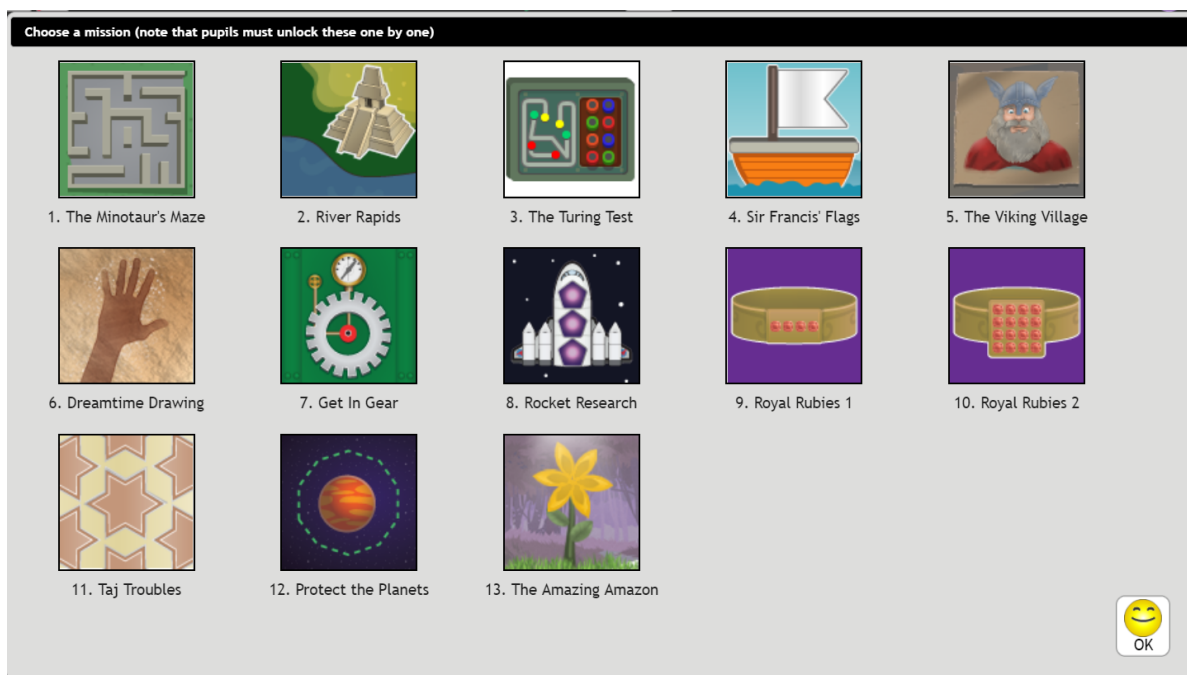 Choose a mission (note that pupils must unlock these one by one)
1. The Minotaur's Maze
2. River Rapids
3. The Turing Test
4. Sir Francis' Flags
5. The Viking Village
6. Dreamtime Drawing
7. Get In Gear
8. Rocket Research
9. Royal Rubies 1
10. Royal Rubies 2
11. Taj Troubles
12. Protect the Planets
13. The Amazing Amazon
OK